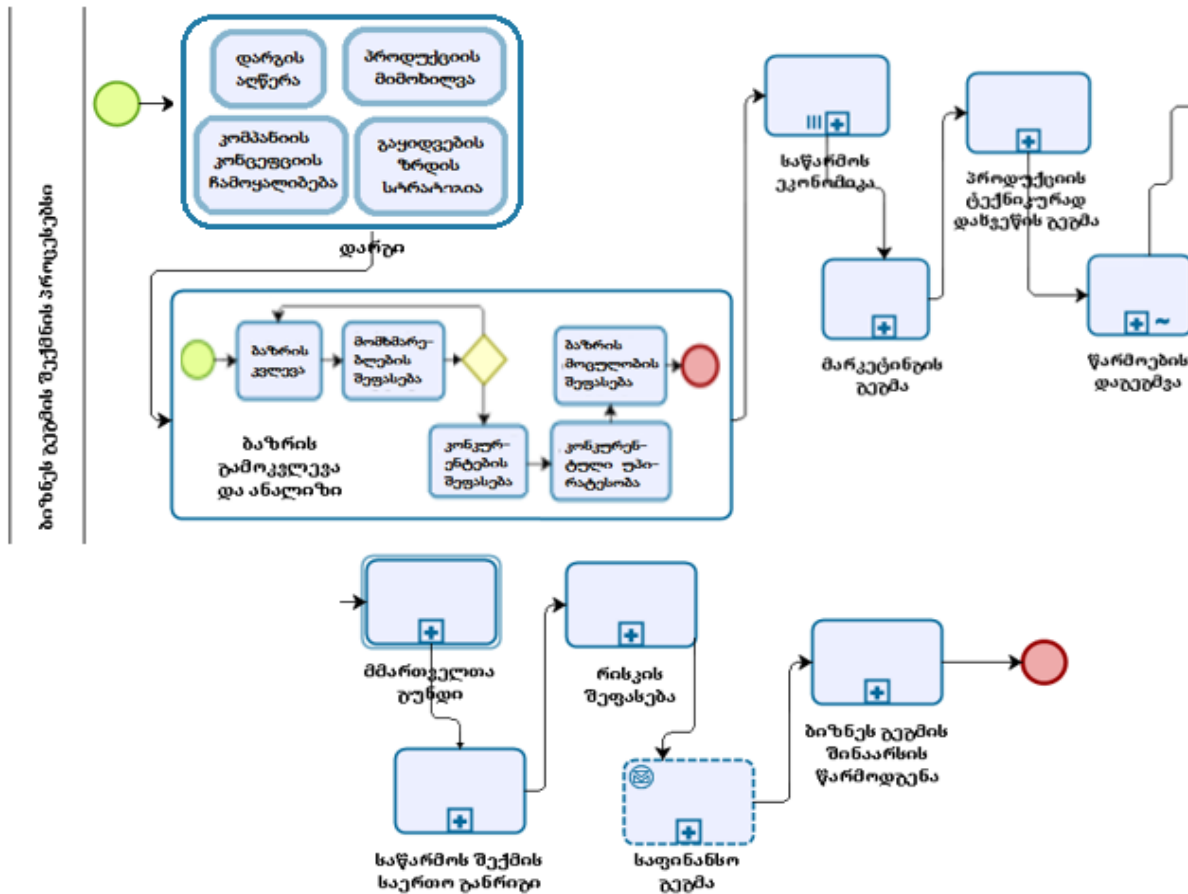 ბიზნეს გეგმის შექმნის პროცესებსი
დარგის
აღწერა
პროდუქციის
მიმოხილვა
კომპანიის
კონცეფციის
ჩამოყალიბება
გაყიდვების
ზრდის
სტრატეგია
დარგი
ბაზრის
კვლევა
მომხმარე-
ბლების
შეფასება
ბაზრის
მოცულობის
შეფასება
კონკურ-
ენტების
შეფასება
კონკურენ-
ტული უპი-
რატესობა
ბაზრის
გამოკვლევა
და ანალიზი
საწარმოს
ეკონომიკა
მარკეტინგის
გეგმა
პროდუქციის
ტექნიკურად
დახვეწის გეგმა
წარმოების
დაგეგმვა
მმართველთა
გუნდი
საწარმოს შექმის
საერთო განრიგი
რისკის
შეფასება
საფინანსო
გეგმა
ბიზნეს გეგმის
შინაარსის
წარმოდგენა